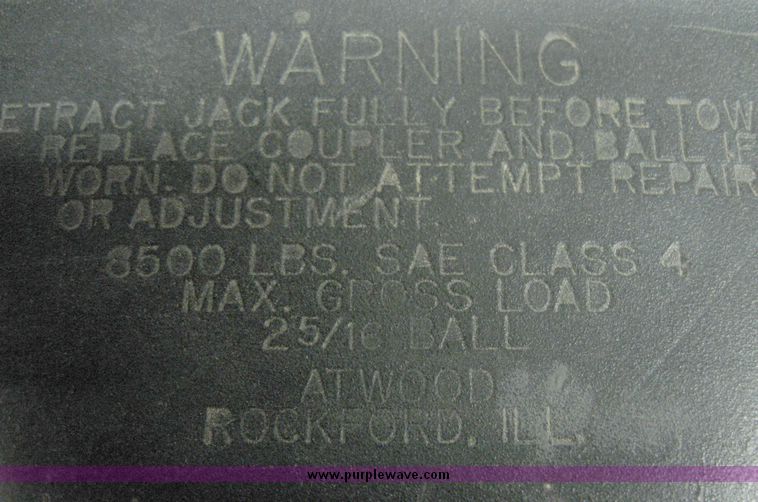 WARNING
ETRACT JACK FULLY BEFORE TOW
REPLACE COUPLER AND BALL IF
WORN. DO NOT ATTEMPT REPAIR
OR ADJUSTMENT.
8500 LBS. SAE CLASS 4
MAX. GROSS LOAD
2 5/16 BALL
ATWOOD
ROCKFORD, ILL.
www.purplewave.com